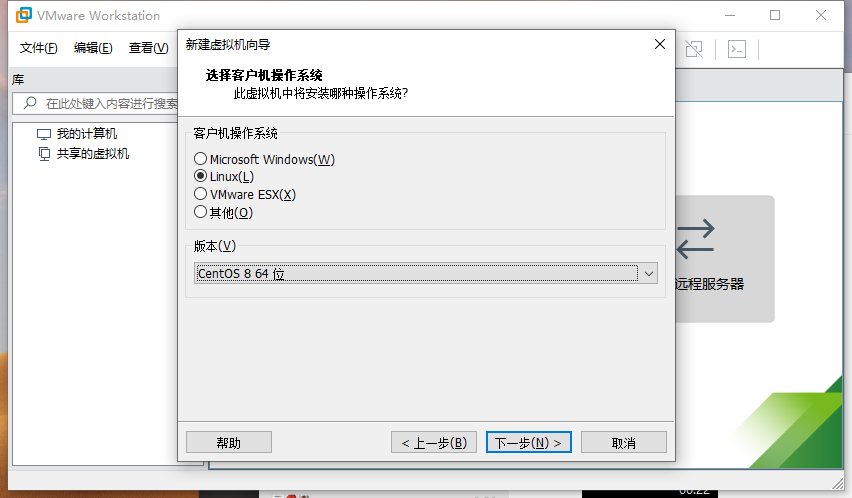 VMware Workstation
文件(F) 编辑(E) 查看(V)
库
在此处键入内容进行搜索
我的计算机
共享的虚拟机
新建虚拟机向导
选择客户机操作系统
此虚拟机中将安装哪种操作系统?
客户机操作系统
Microsoft Windows(W)
Linux(L)
VMware ESX(X)
其他(O)
版本(V)
CentOS 8 64 位
远程服务器
帮助
< 上一步(B)
下一步(N) >
取消
00:22